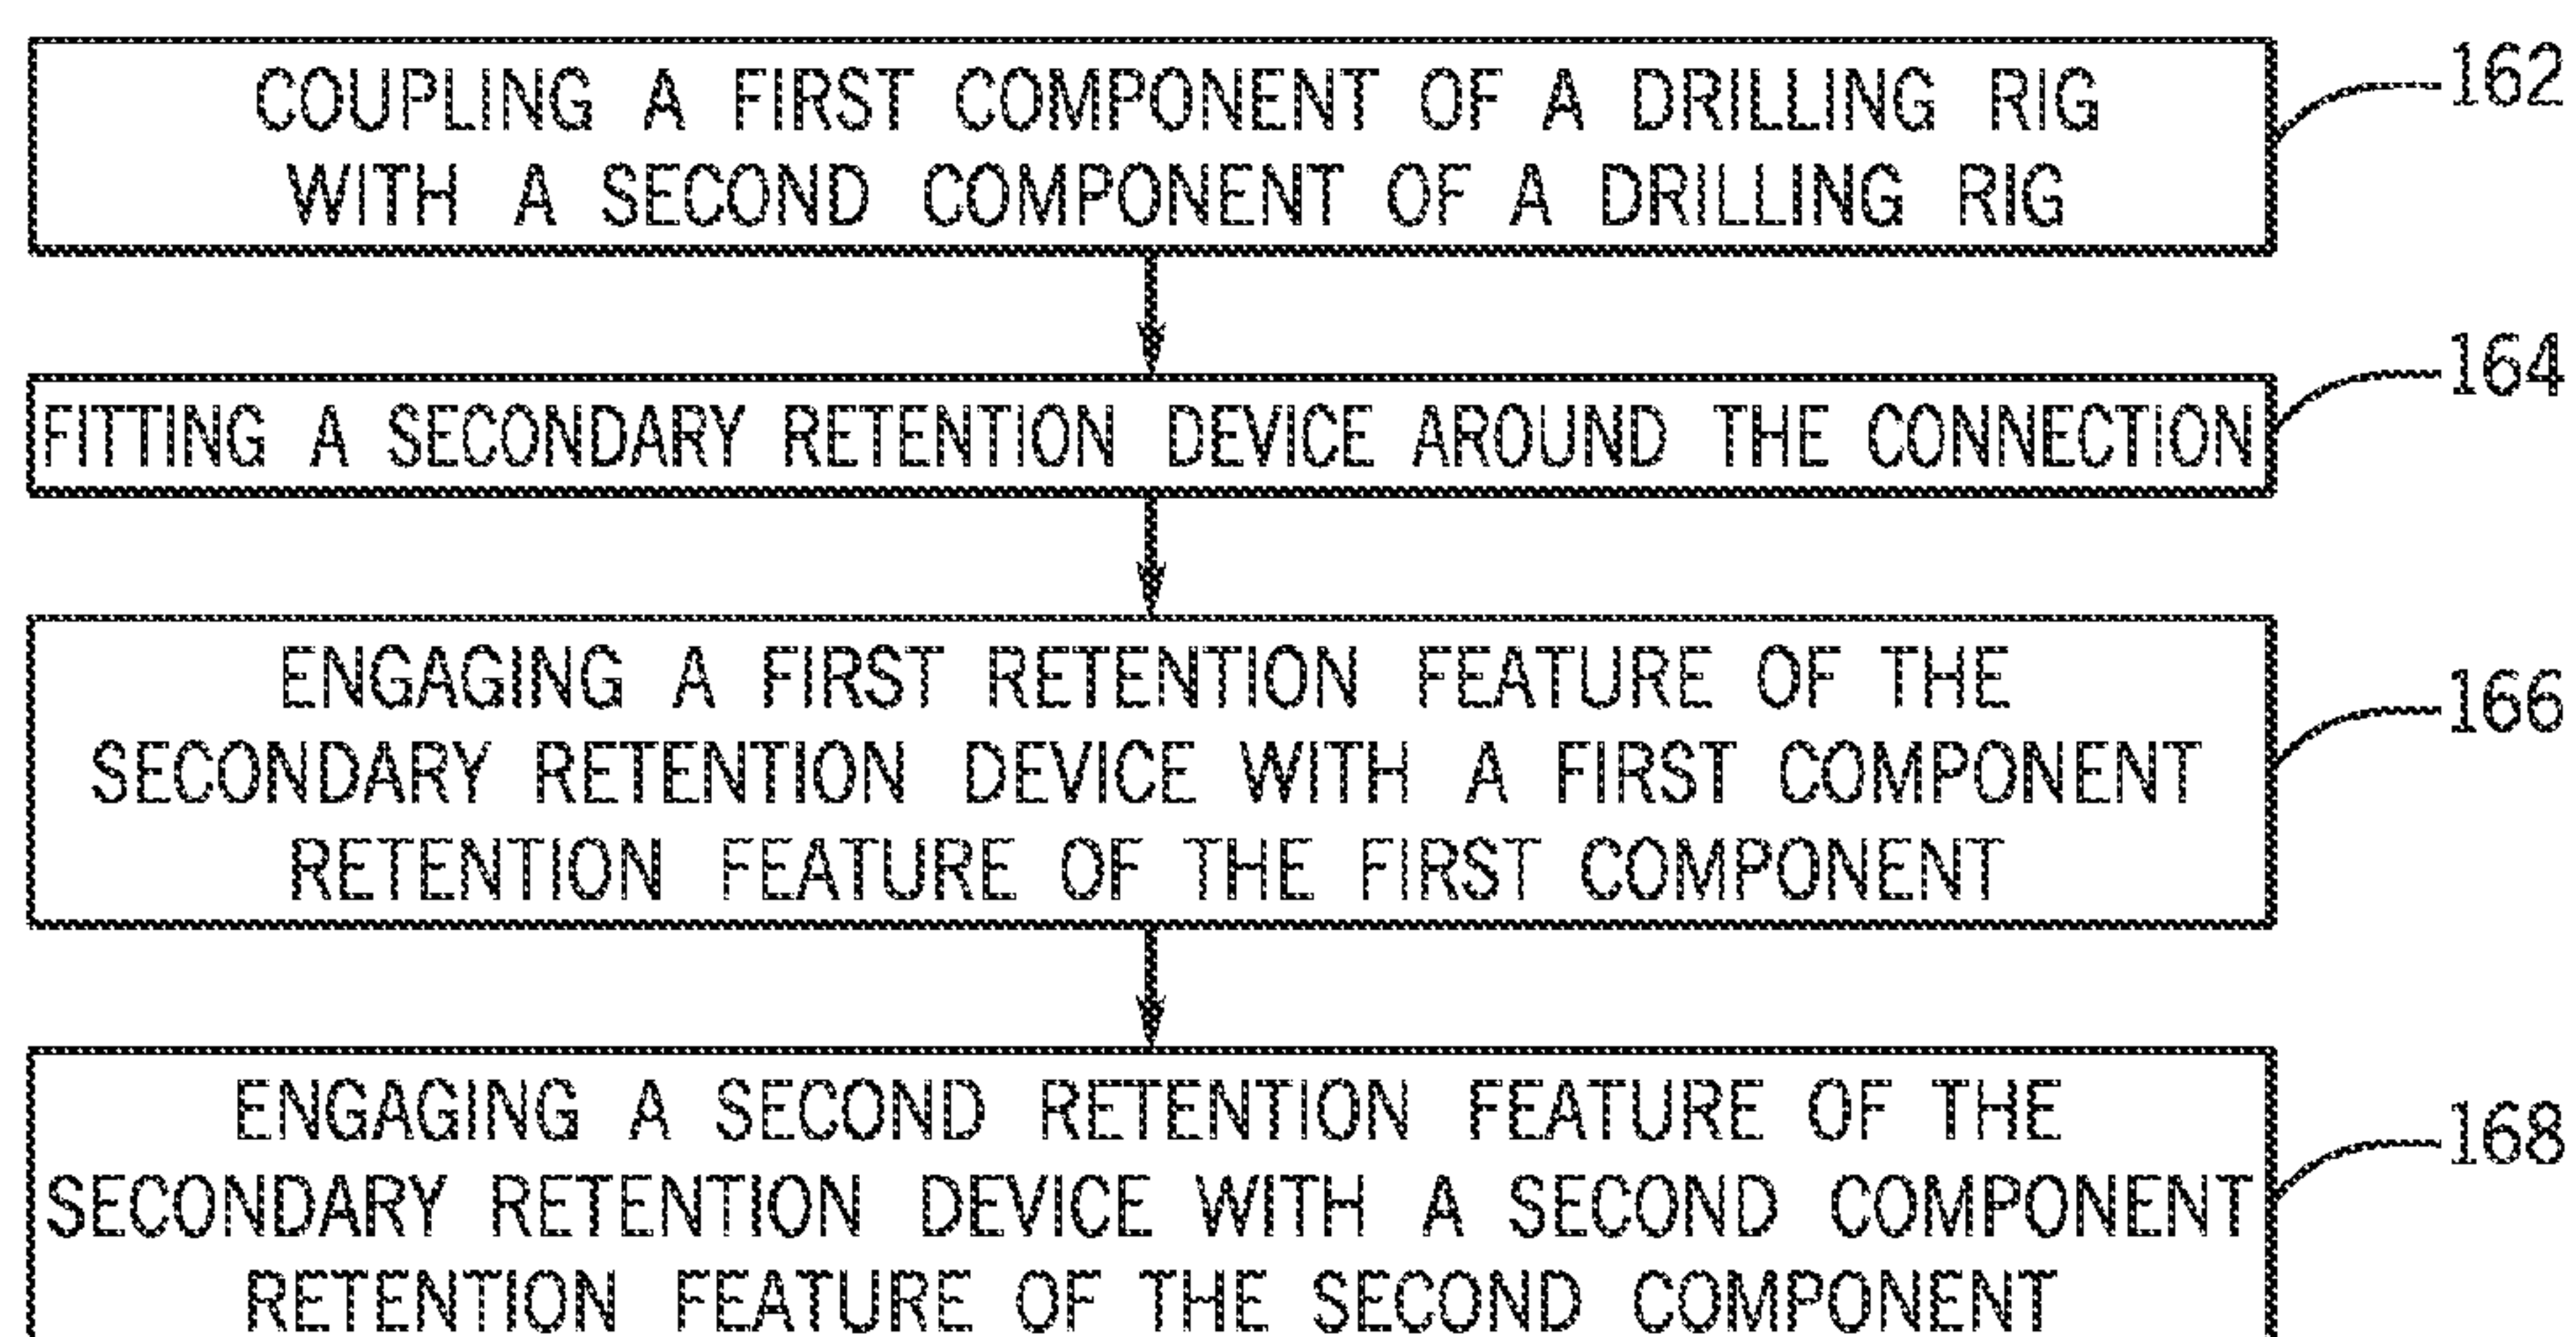 COUPLING A FIRST COMPONENT OF A DRILLING RIG
WITH A SECOND COMPONENT OF A DRILLING RIG
162
FITTING A SECONDARY RETENTION DEVICE AROUND THE CONNECTION
164
ENGAGING A FIRST RETENTION FEATURE OF THE
SECONDARY RETENTION DEVICE WITH A FIRST COMPONENT
RETENTION FEATURE OF THE FIRST COMPONENT
166
ENGAGING A SECOND RETENTION FEATURE OF THE
SECONDARY RETENTION DEVICE WITH A SECOND COMPONENT
RETENTION FEATURE OF THE SECOND COMPONENT
168